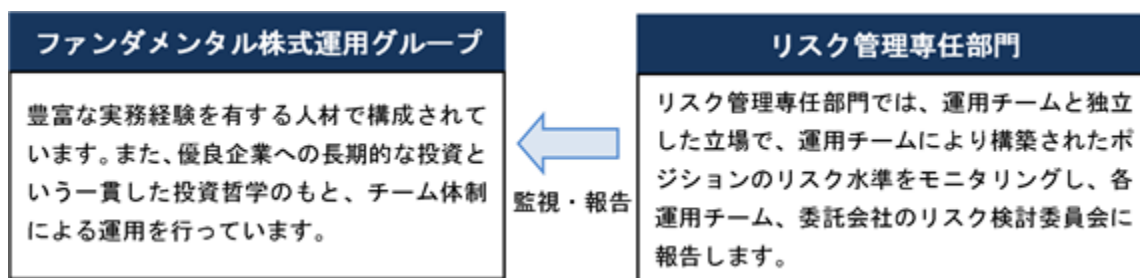 ファンダメンタル株式運用グループ
豊富な実務経験を有する人材で構成されて
います。また、優良企業への長期的な投資と
いう一貫した投資哲学のもと、チーム体制
による運用を行っています。
監視・報告
リスク管理専任部門
リスク管理専任部門では、運用チームと独立
した立場で、運用チームにより構築されたポ
ジションのリスク水準をモニタリングし、各
運用チーム、委託会社のリスク検討委員会に
報告します。